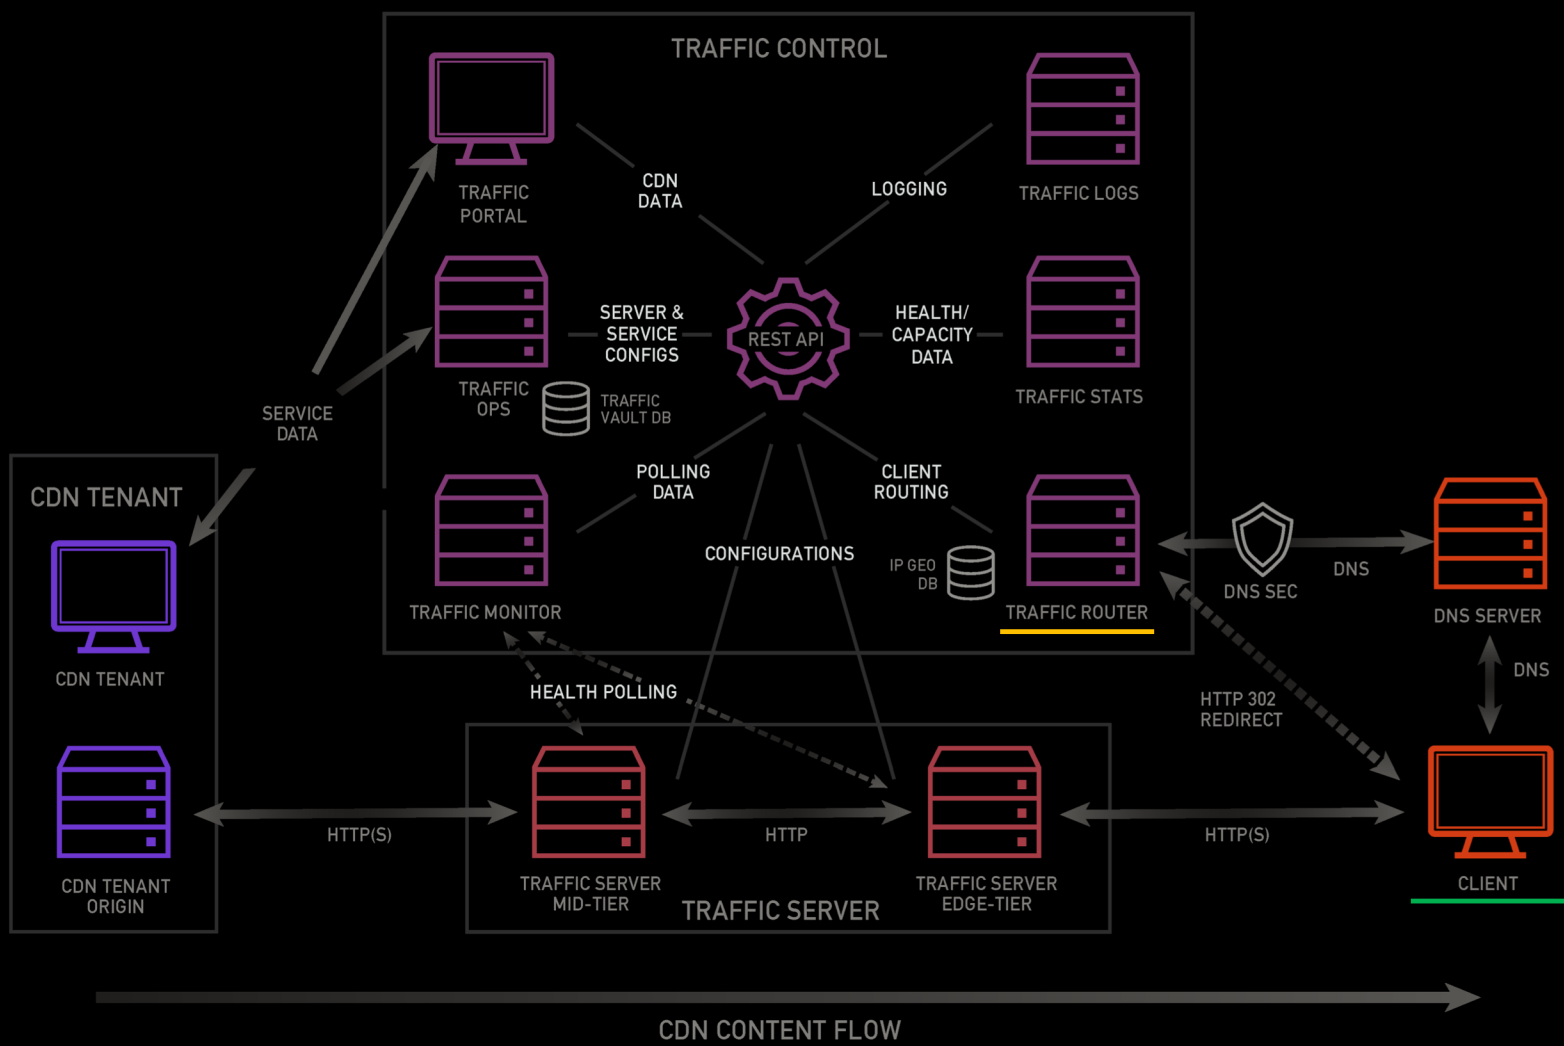 TRAFFIC CONTROL
TRAFFIC
PORTAL
CDN
DATA
LOGGING
TRAFFIC LOGS
SERVER &
SERVICE
CONFIGS
REST API
HEALTH/
CAPACITY
DATA
TRAFFIC
OPS
TRAFFIC
VAULT DB
TRAFFIC STATS
SERVICE
DATA
POLLING
DATA
CLIENT
ROUTING
CDN TENANT
CONFIGURATIONS
IP GEO
DB
TRAFFIC MONITOR
TRAFFIC ROUTER
DNS SEC
DNS
DNS SERVER
CDN TENANT
HEALTH POLLING
HTTP 302
REDIRECT
DNS
HTTP(S)
HTTP
HTTP(S)
CDN TENANT
ORIGIN
TRAFFIC SERVER
MID-TIER
TRAFFIC SERVER
TRAFFIC SERVER
EDGE-TIER
CLIENT
CDN CONTENT FLOW